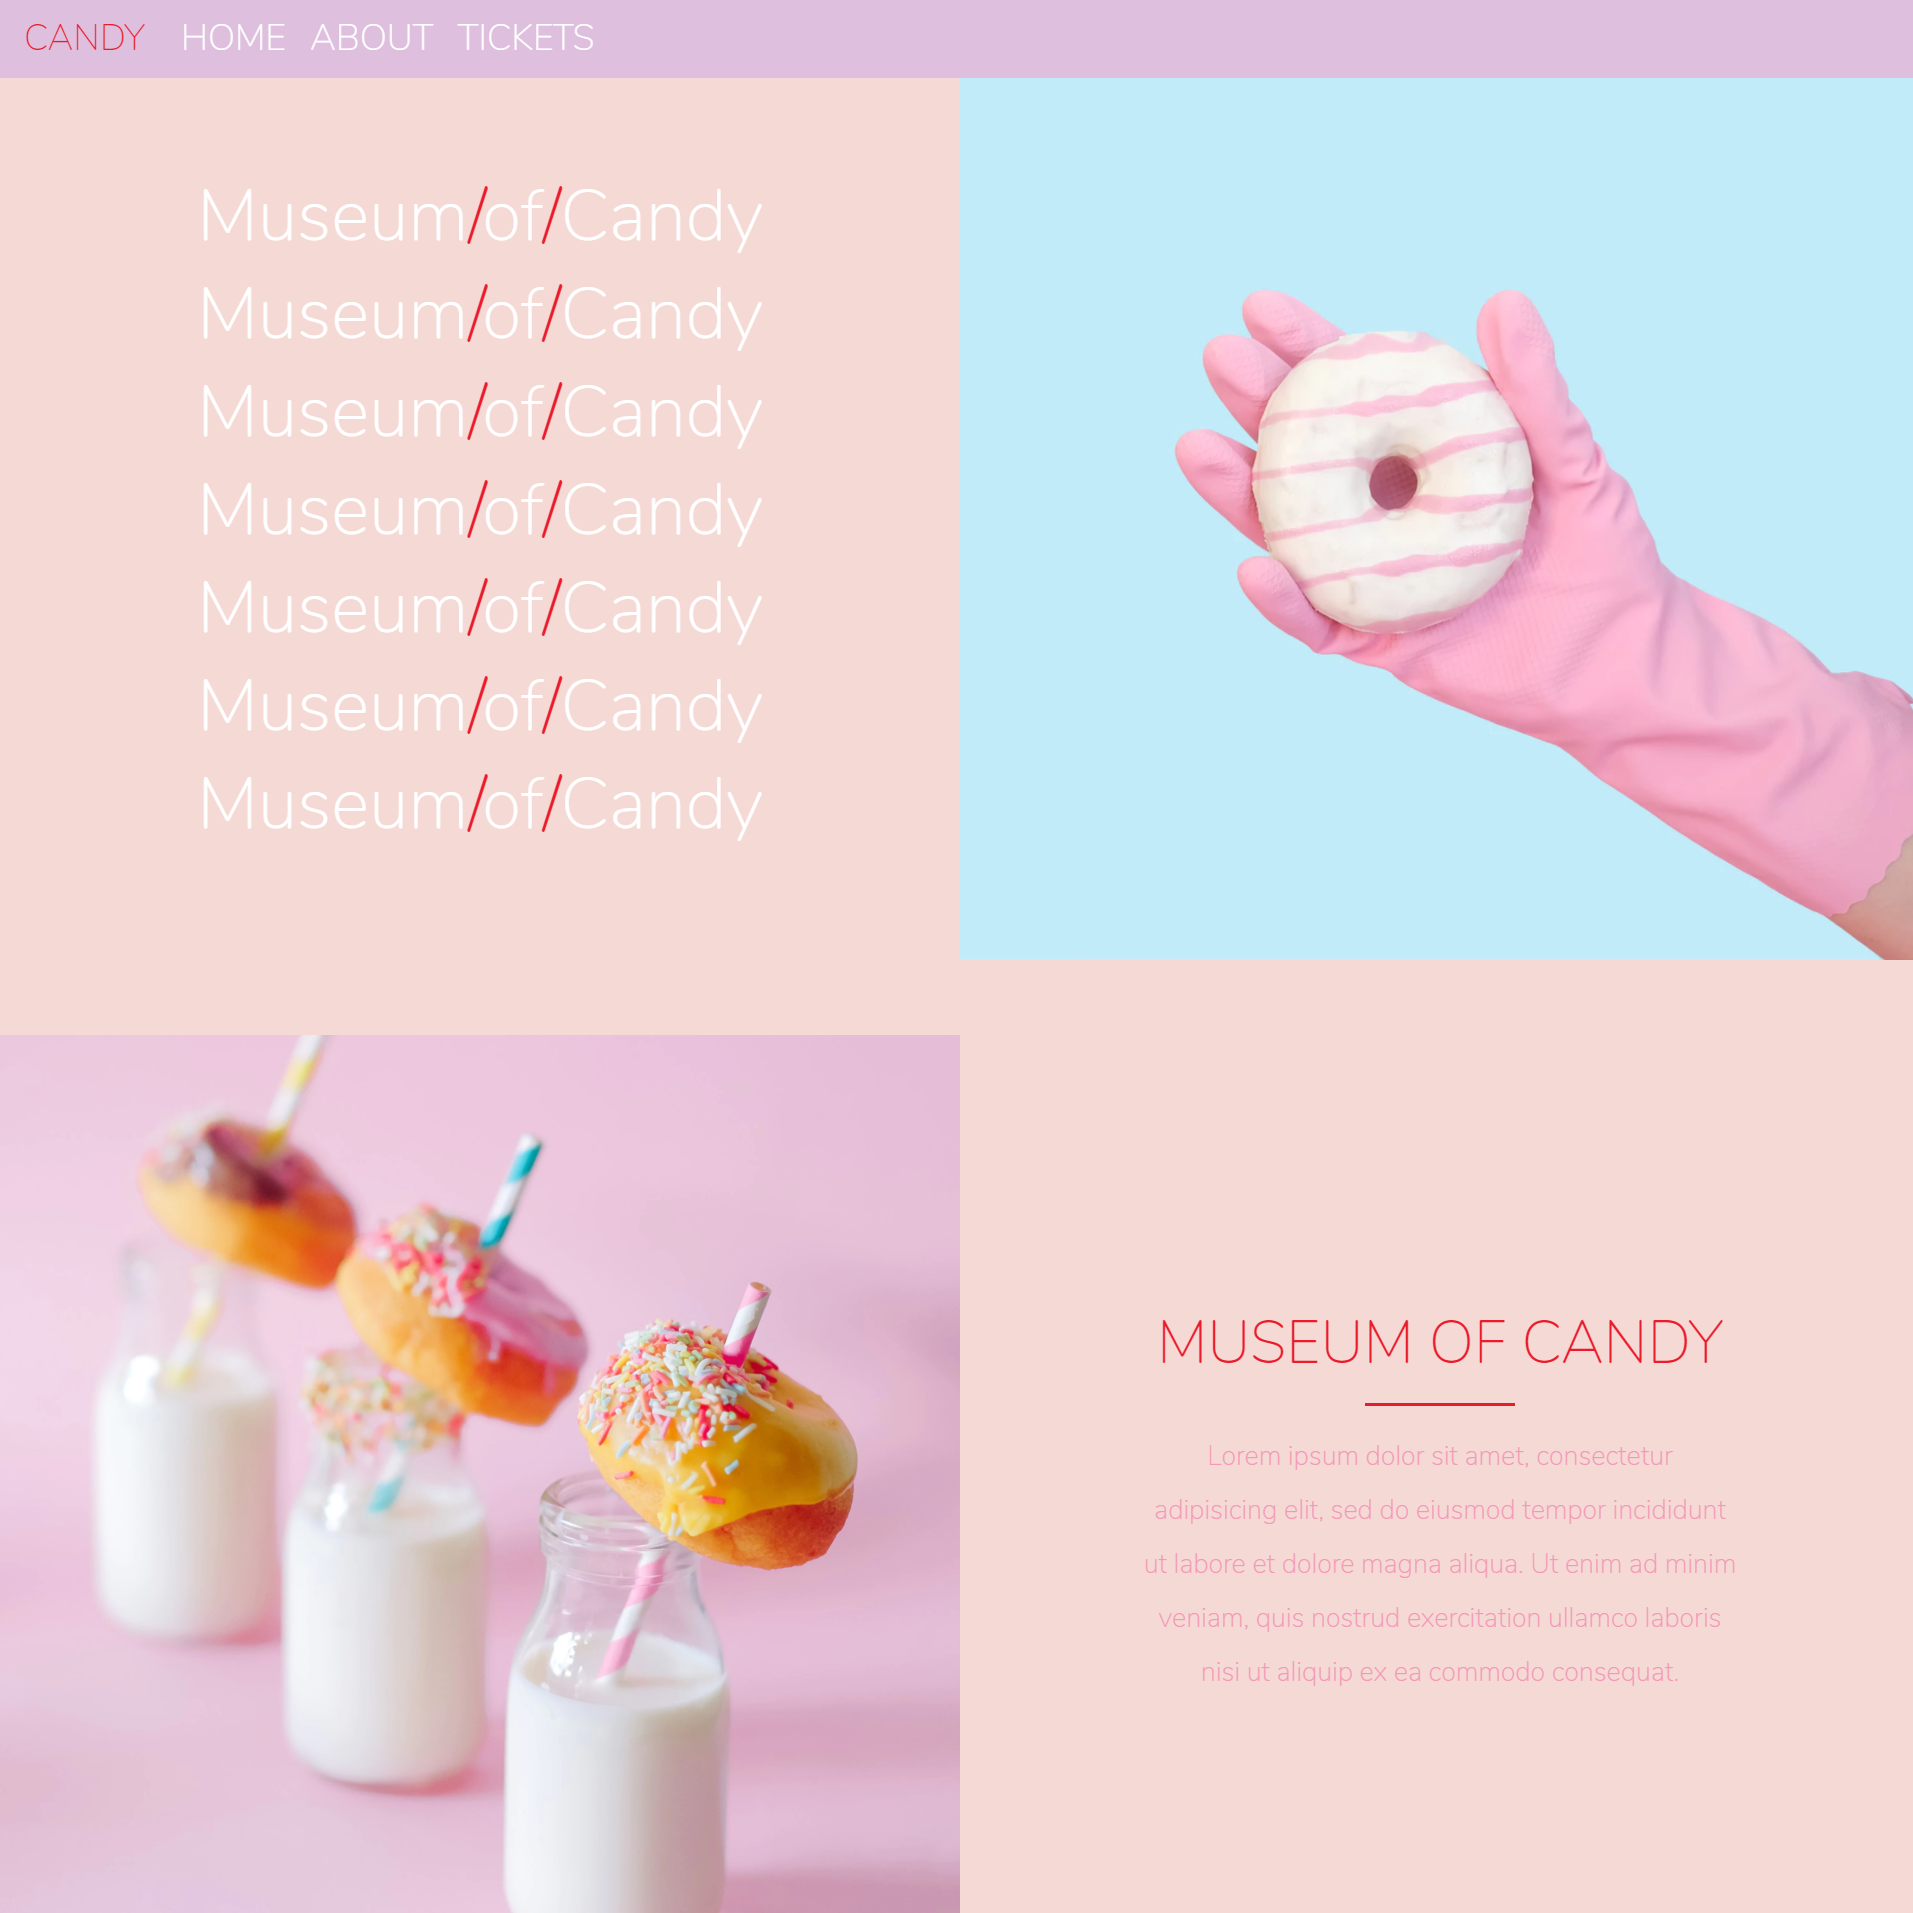 CANDY HOME ABOUT TICKETS
Museum/of/Candy
Museum/of/Candy
Museum/of/Candy
Museum/of/Candy
Museum/of/Candy
Museum/of/Candy
Museum/of/Candy
MUSEUM OF CANDY
Lorem ipsum dolor sit amet, consectetur
adipisicing elit, sed do eiusmod tempor incididunt
ut labore et dolore magna aliqua. Ut enim ad minim
veniam, quis nostrud exercitation ullamco laboris
nisi ut aliquip ex ea commodo consequat.